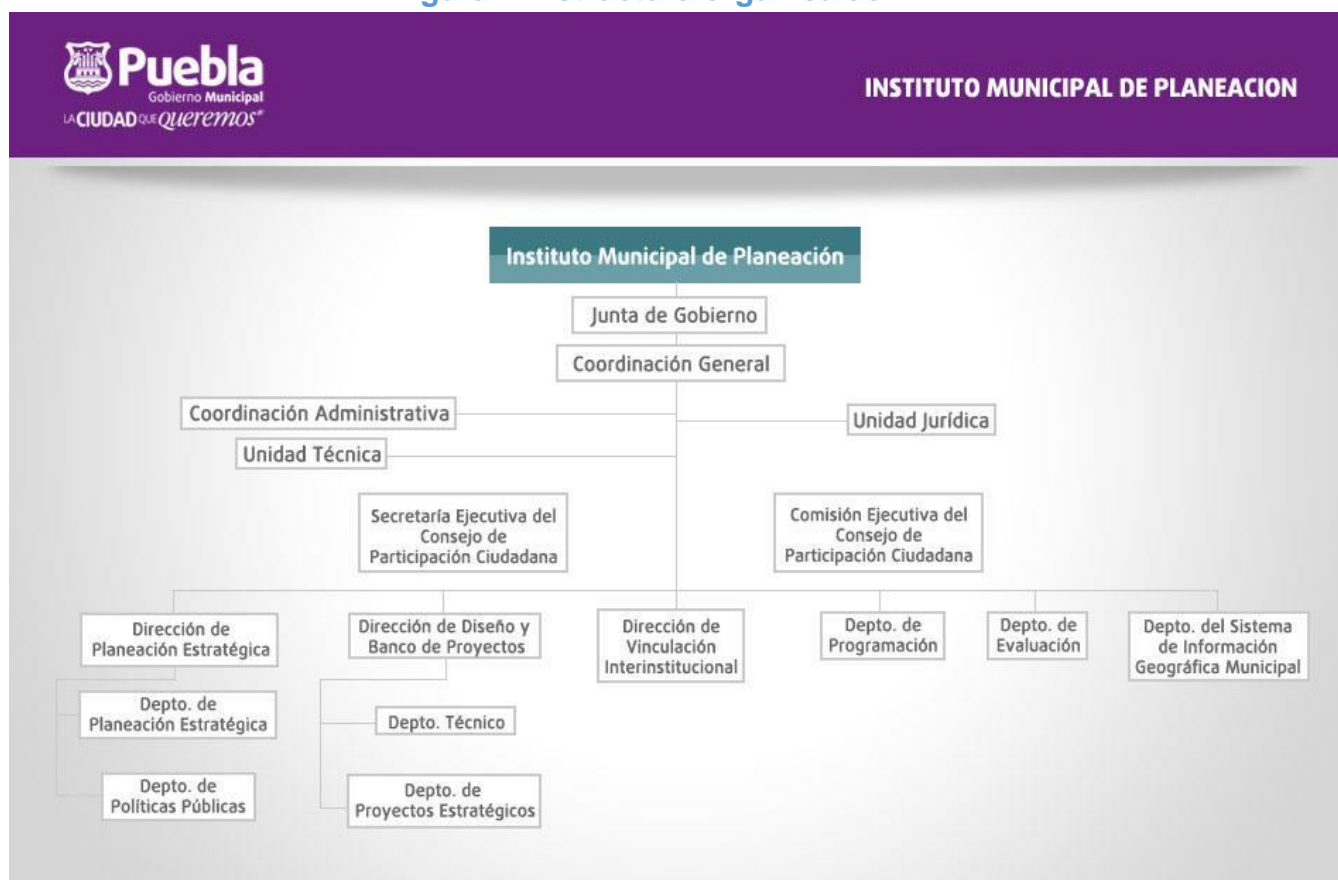 Puebla
Gobierno Municipal
LA CIUDAD QUE queremos
INSTITUTO MUNICIPAL DE PLANEACION
Instituto Municipal de Planeación
Junta de Gobierno
Coordinación General
Coordinación Administrativa
Unidad Jurídica
Unidad Técnica
Secretaría Ejecutiva del
Consejo de
Participación Ciudadana
Comisión Ejecutiva del
Consejo de
Participación Ciudadana
Dirección de
Planeación Estratégica
Dirección de Diseño y
Banco de Proyectos
Dirección de
Vinculación
Interinstitucional
Depto. de
Programación
Depto. de
Evaluación
Depto. del Sistema
de Información
Geográfica Municipal
Depto. de
Planeación Estratégica
Depto. Técnico
Depto. de
Políticas Públicas
Depto. de
Proyectos Estratégicos